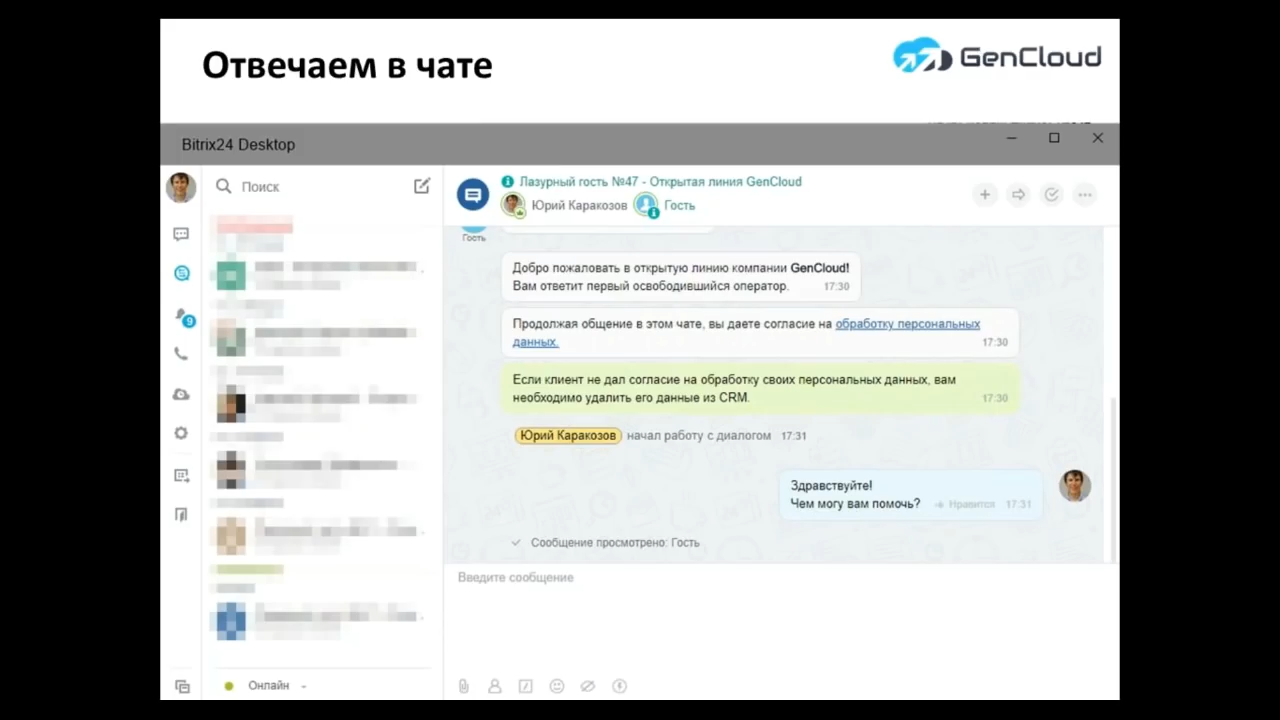 Отвечаем в чате
GenCloud
Bitrix24 Desktop
Поиск
Лазурный гость №47 - Открытая линия GenCloud
Юрий Каракозов Гость
Гость
Добро пожаловать в открытую линию компании GenCloud!
Вам ответит первый освободившийся оператор. 17:30
Продолжая общение в этом чате, вы даете согласие на обработку персональных
данных. 17:30
Если клиент не дал согласие на обработку своих персональных данных, вам
необходимо удалить его данные из CRM. 17:30
9
Юрий Каракозов начал работу с диалогом 17:31
Здравствуйте!
Чем могу вам помочь? Нравится 17:31
Сообщение просмотрено: Гость
Введите сообщение
Онлайн